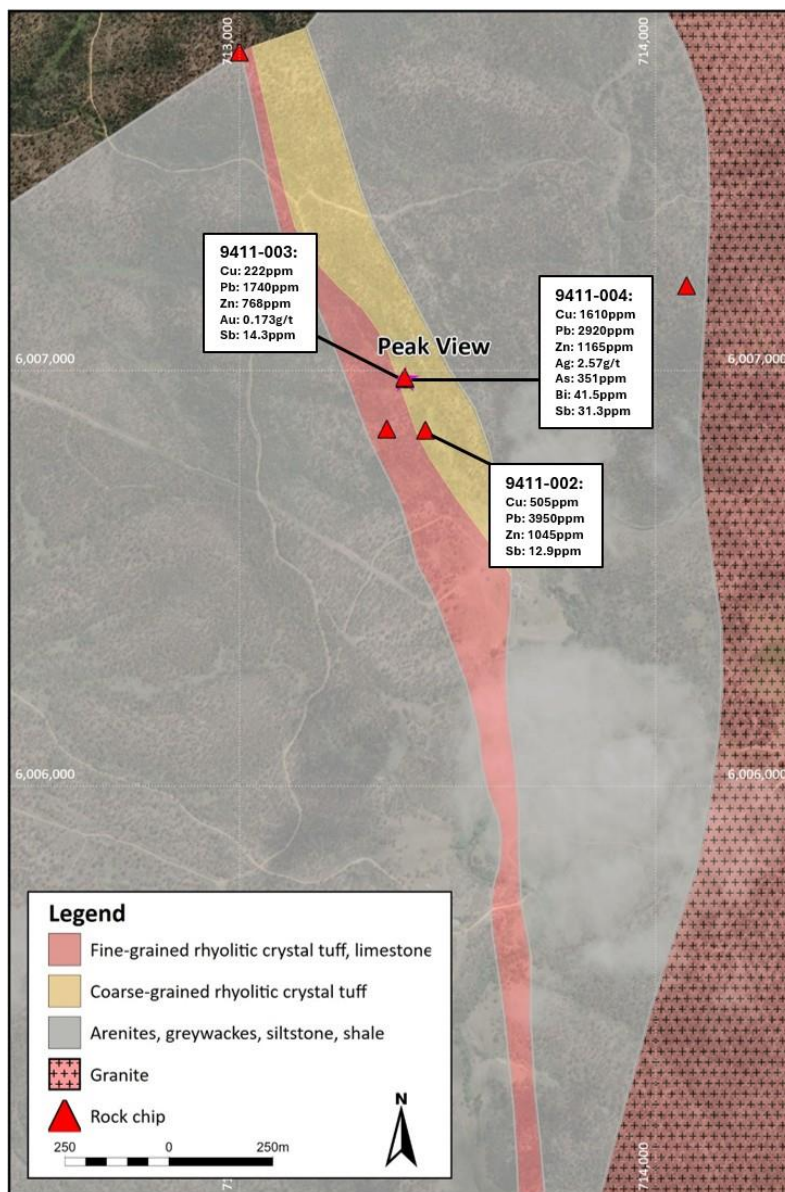 713,000
714,000
9411-003:
Cu: 222ppm
Pb: 1740ppm
Zn: 768ppm
Au: 0.173g/t
Sb: 14.3ppm
9411-004:
Cu: 1610ppm
Pb: 2920ppm
Zn: 1165ppm
Ag: 2.57g/t
As: 351ppm
Bi: 41.5ppm
Sb: 31.3ppm
Peak View
6,007,000
6,007,000
9411-002:
Cu: 505ppm
Pb: 3950ppm
Zn: 1045ppm
Sb: 12.9ppm
6,006,000
6,006,000
Legend
Fine-grained rhyolitic crystal tuff, limestone
Coarse-grained rhyolitic crystal tuff
Arenites, greywackes, siltstone, shale
Granite
Rock chip
N
250 0 250m
714,000